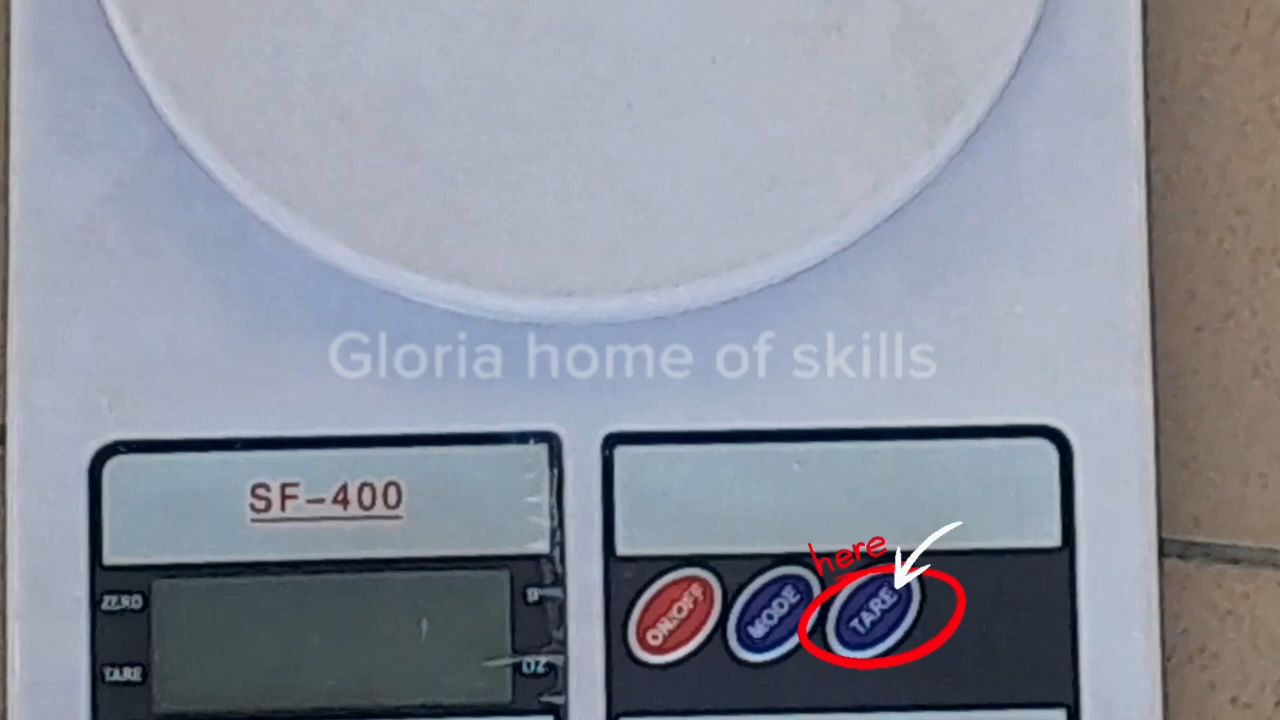 Gloria home of skills
SF-400
here
ON/OFF
MODE
TARE
ZERO
TARE
OZ